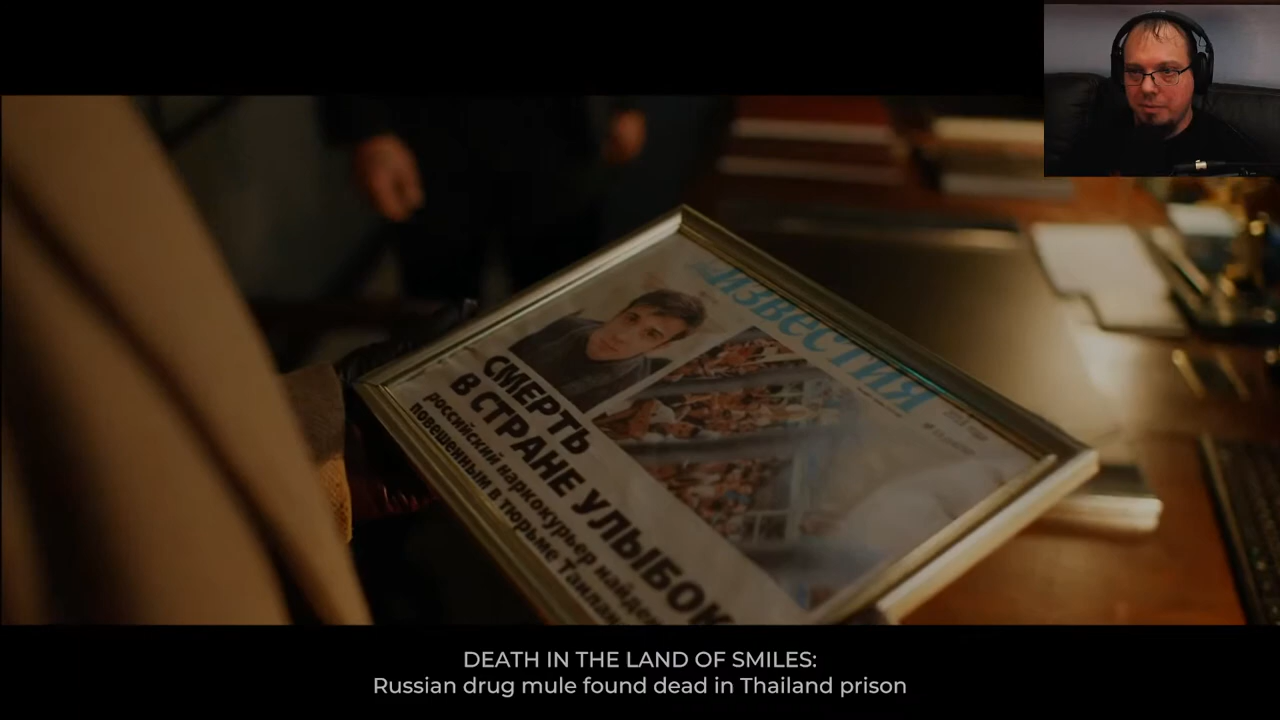 ИЗВЕСТИЯ
СМЕРТЬ
В СТРАНЕ УЛЫБОК
российский наркокурьер
повешенным в тюрьме
DEATH IN THE LAND OF SMILES:
Russian drug mule found dead in Thailand prison